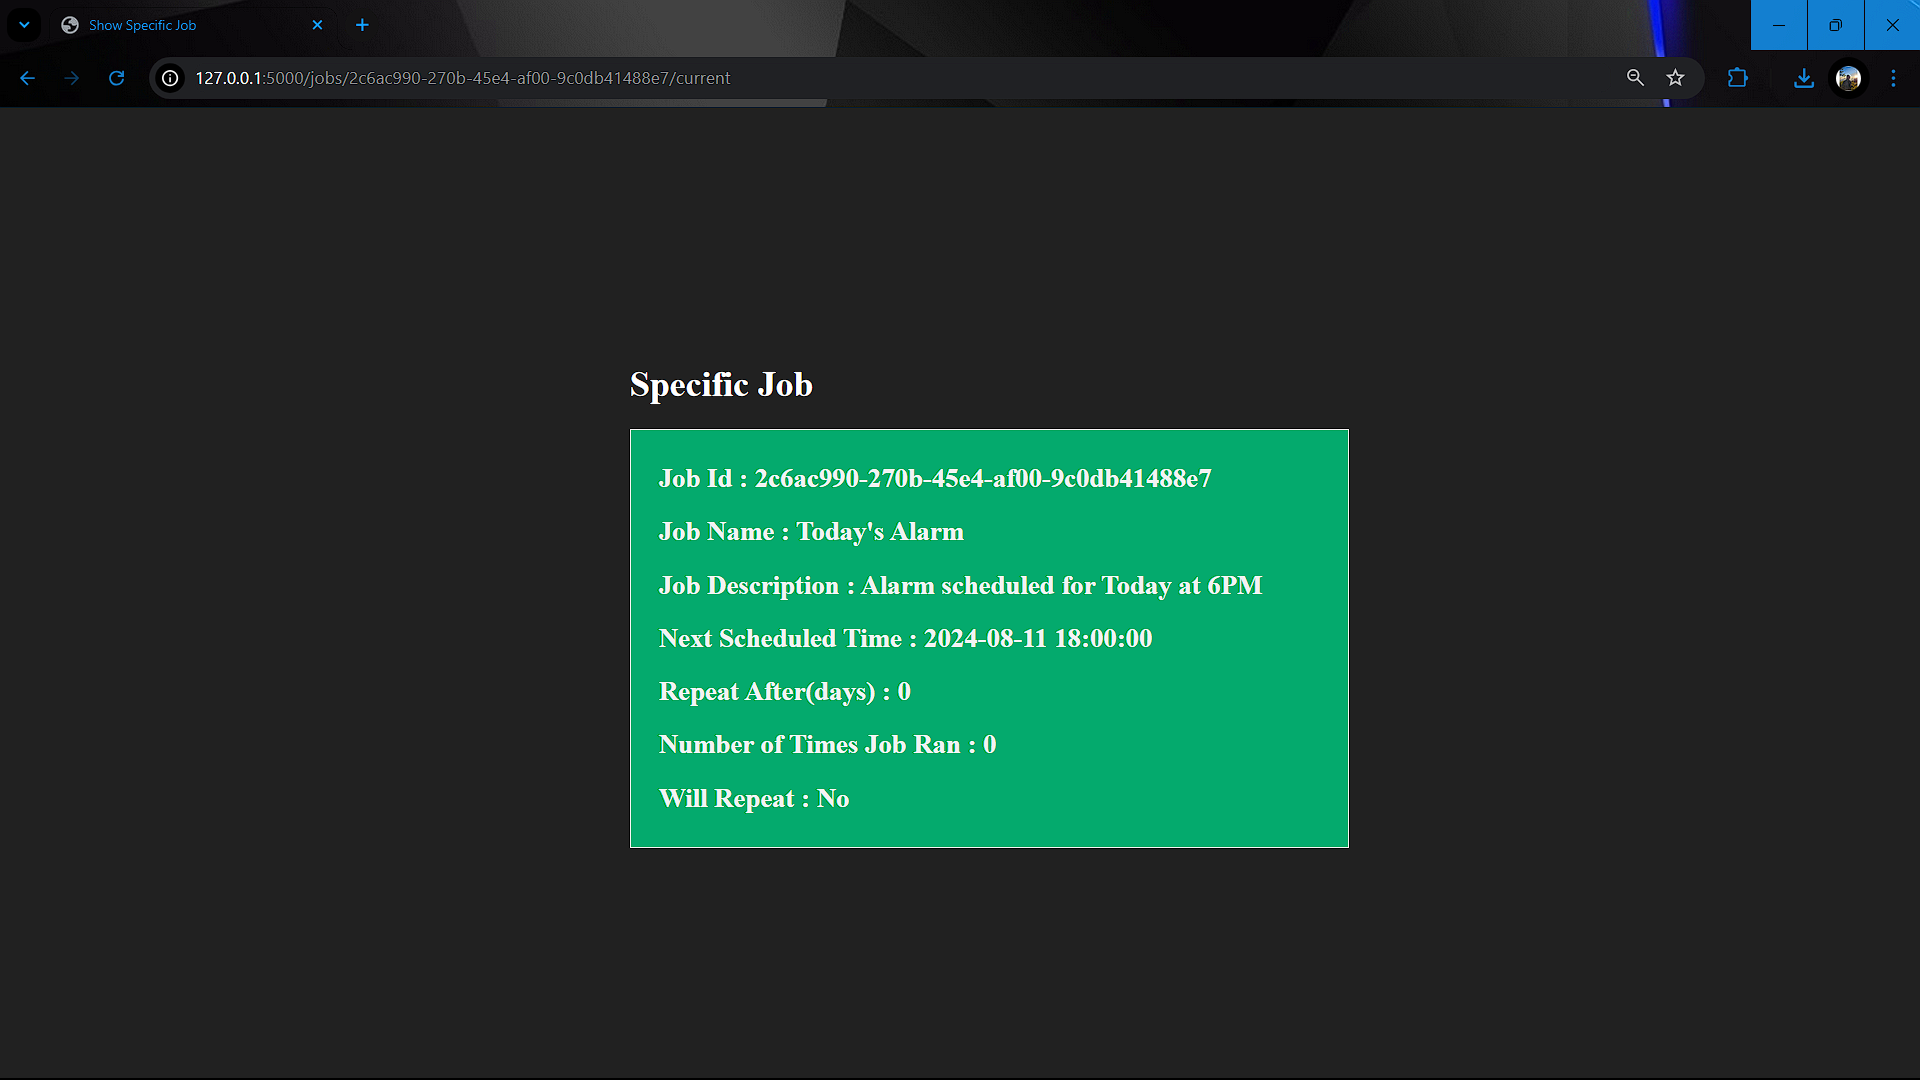 Show Specific Job
127.0.0.1:5000/jobs/2c6ac990-270b-45e4-af00-9c0db41488e7/current
Specific Job
Job Id : 2c6ac990-270b-45e4-af00-9c0db41488e7
Job Name : Today's Alarm
Job Description : Alarm scheduled for Today at 6PM
Next Scheduled Time : 2024-08-11 18:00:00
Repeat After(days) : 0
Number of Times Job Ran : 0
Will Repeat : No